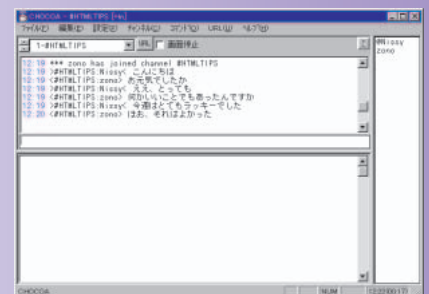 CHOCOA - #HTMLTIPS [+n]
ファイル(F) 編集(E) 設定(S) チャンネル(C) コマンド(Q) URL(U) ヘルプ(H)
1-#HTMLTIPS URL 画面停止
@Nissy
zono
12:19 *** zono has joined channel #HTMLTIPS
12:19 >#HTMLTIPS:Nissy< こんにちは
12:19 <#HTMLTIPS:zono> お元気でしたか
12:19 >#HTMLTIPS:Nissy< ええ、とっても
12:19 <#HTMLTIPS:zono> 何かいいことでもあったんですか
12:19 >#HTMLTIPS:Nissy< 今週はとてもラッキーでした
12:20 <#HTMLTIPS:zono> ほお、それはよかった
CHOCOA NUM